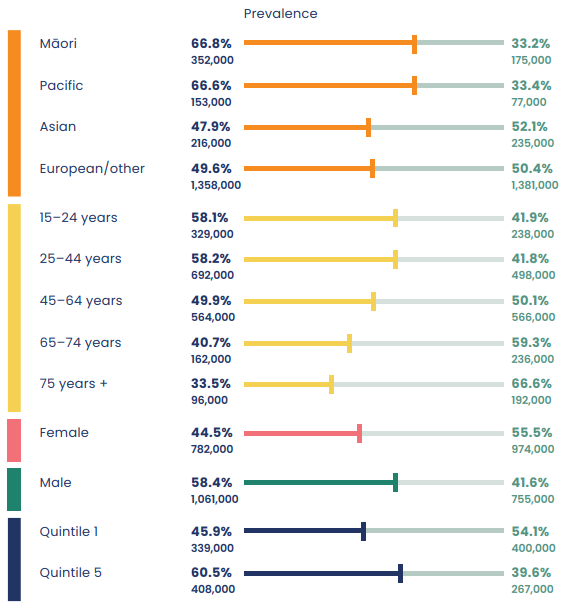 Prevalence
Māori 66.8% 33.2%
352,000 175,000
Pacific 66.6% 33.4%
153,000 77,000
Asian 47.9% 52.1%
216,000 235,000
European/other 49.6% 50.4%
1,358,000 1,381,000
15–24 years 58.1% 41.9%
329,000 238,000
25–44 years 58.2% 41.8%
692,000 498,000
45–64 years 49.9% 50.1%
564,000 566,000
65–74 years 40.7% 59.3%
162,000 236,000
75 years + 33.5% 66.6%
96,000 192,000
Female 44.5% 55.5%
782,000 974,000
Male 58.4% 41.6%
1,061,000 755,000
Quintile 1 45.9% 54.1%
339,000 400,000
Quintile 5 60.5% 39.6%
408,000 267,000